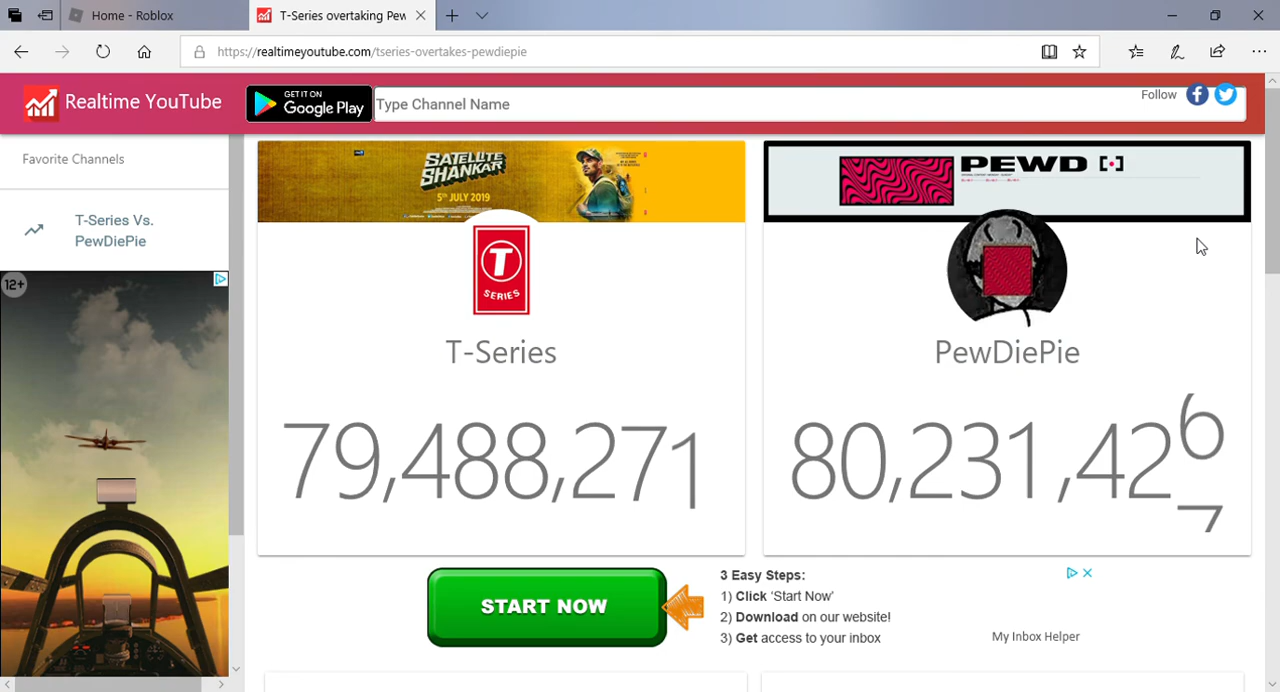 Home - Roblox
T-Series overtaking Pew
https://realtimeyoutube.com/tseries-overtakes-pewdiepie
Realtime YouTube
GET IT ON
Google Play
Type Channel Name
Follow
Favorite Channels
T-Series Vs.
PewDiePie
12+
SATELLITE
SHANKAR
5th JULY 2019
T
SERIES
T-Series
79,488,271
PEWD
PewDiePie
80,231,426
7
START NOW
3 Easy Steps:
1) Click 'Start Now'
2) Download on our website!
3) Get access to your inbox
My Inbox Helper